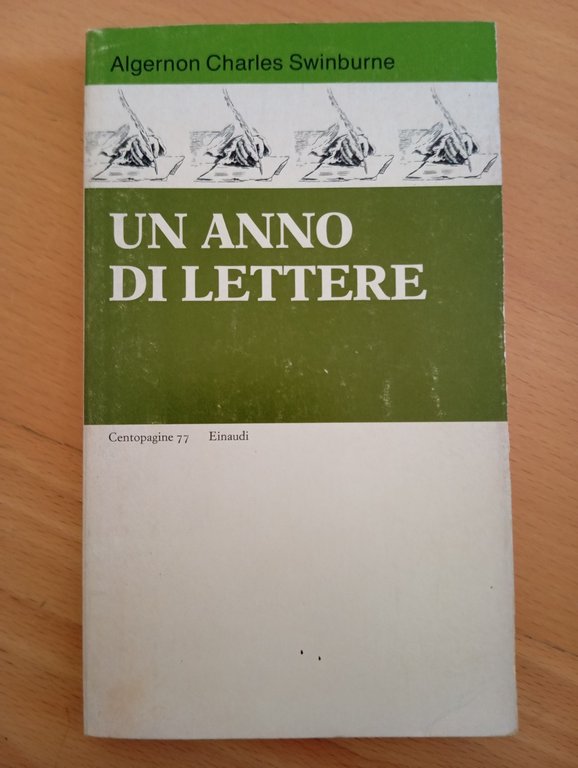 Algernon Charles Swinburne
UN ANNO
DI LETTERE
Centopagine 77 Einaudi